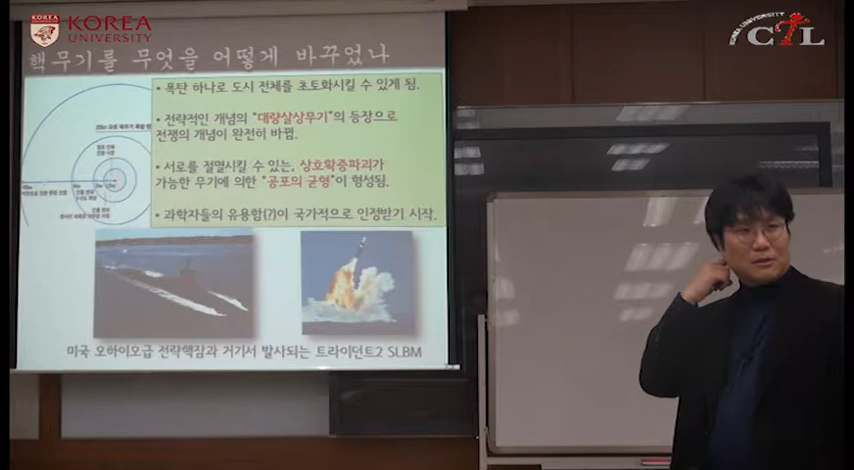 KOREA
UNIVERSITY
KOREA UNIVERSITY
CTL
핵무기를 무엇을 어떻게 바꾸었나
• 폭탄 하나로 도시 전체를 초토화시킬 수 있게 됨.
• 전략적인 개념의 "대량살상무기"의 등장으로
전쟁의 개념이 완전히 바뀜.
• 서로를 절멸시킬 수 있는, 상호확증파괴가
가능한 무기에 의한 "공포의 균형"이 형성됨.
• 과학자들의 유용함(?)이 국가적으로 인정받기 시작.
미국 오하이오급 전략핵잠과 거기서 발사되는 트라이던트2 SLBM